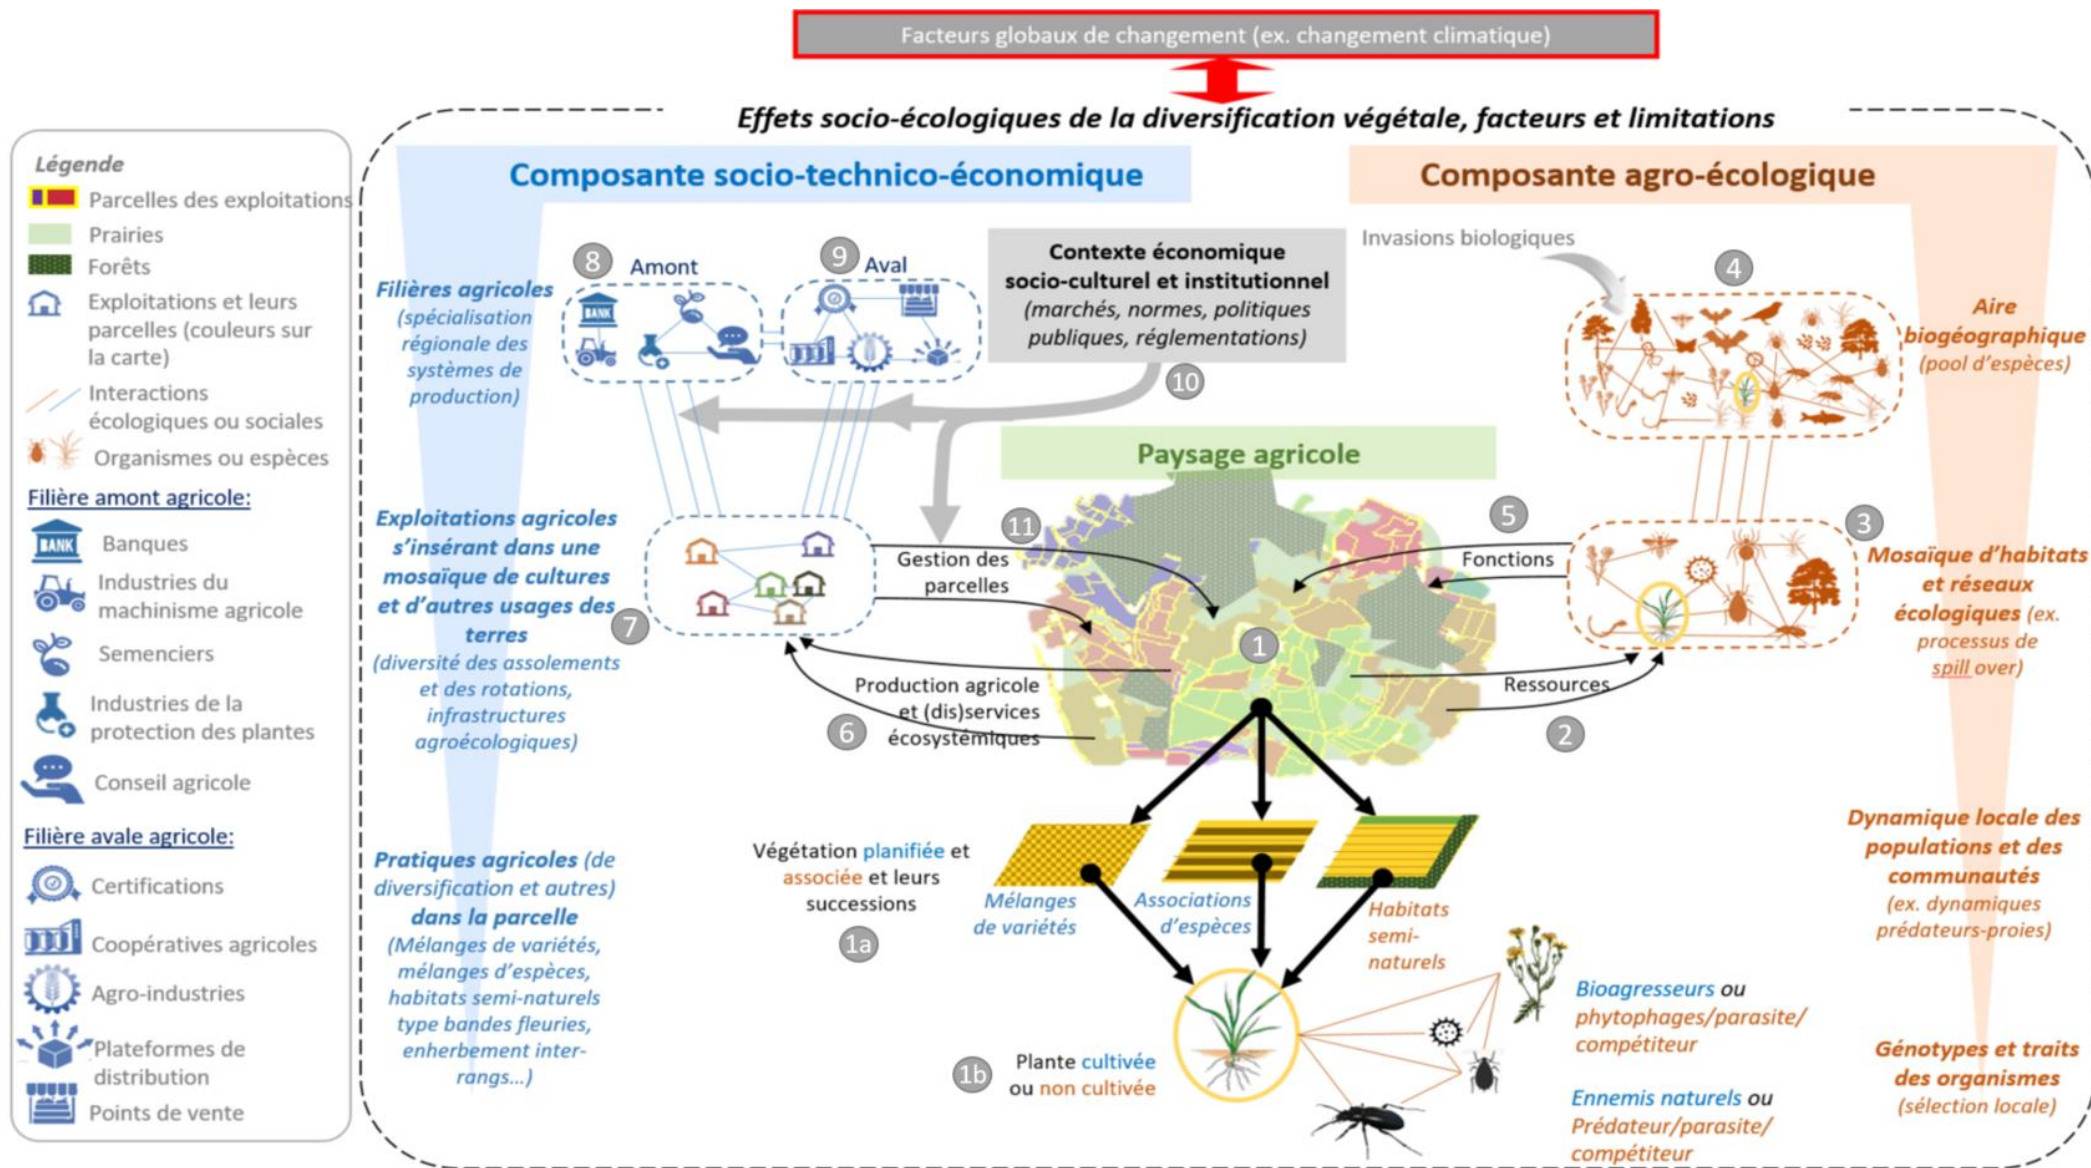 Facteurs globaux de changement (ex. changement climatique)
Effets socio-écologiques de la diversification végétale, facteurs et limitations
Légende
Parcelles des exploitations
Prairies
Forêts
Exploitations et leurs
parcelles (couleurs sur
la carte)
Interactions
écologiques ou sociales
Organismes ou espèces
Filière amont agricole:
BANK
Banques
Industries du
machinisme agricole
Semenciers
Industries de la
protection des plantes
Conseil agricole
Filière avale agricole:
Certifications
Coopératives agricoles
Agro-industries
Plateformes de
distribution
Points de vente
Composante socio-technico-économique
Filières agricoles
(spécialisation
régionale des
systèmes de
production)
8
Amont
BANK
9
Aval
Contexte économique
socio-culturel et institutionnel
(marchés, normes, politiques
publiques, réglementations)
10
Exploitations agricoles
s'insérant dans une
mosaïque de cultures
et d'autres usages des
terres
(diversité des assolements
et des rotations,
infrastructures
agroécologiques)
7
11
Gestion des
parcelles
Production agricole
et (dis)services
écosystémiques
6
Pratiques agricoles (de
diversification et autres)
dans la parcelle
(Mélanges de variétés,
mélanges d'espèces,
habitats semi-naturels
type bandes fleuries,
enherbement inter-
rangs...)
Paysage agricole
1
Végétation planifiée et
associée et leurs
successions
1a
Mélanges
de variétés
Associations
d'espèces
Habitats
semi-
naturels
1b
Plante cultivée
ou non cultivée
Bioagresseurs ou
phytophages/parasite/
compétiteur
Ennemis naturels ou
Prédateur/parasite/
compétiteur
Composante agro-écologique
Invasions biologiques
4
Aire
biogéographique
(pool d'espèces)
5
Fonctions
3
Mosaïque d'habitats
et réseaux
écologiques (ex.
processus de
spill over)
Ressources
2
Dynamique locale des
populations et des
communautés
(ex. dynamiques
prédateurs-proies)
Génotypes et traits
des organismes
(sélection locale)